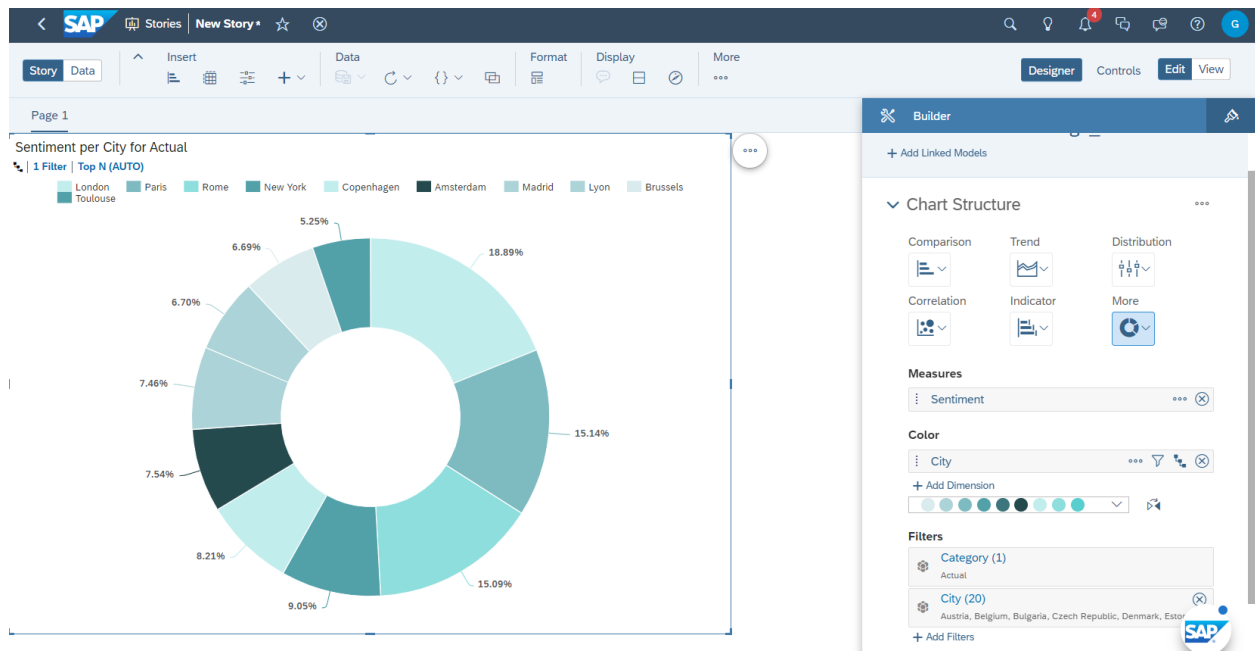 SAP Stories New Story * 4 G
Story Data Insert Data Format Display More Designer Controls Edit View
Page 1
Builder
Sentiment per City for Actual
1 Filter Top N (AUTO)
London Paris Rome New York Copenhagen Amsterdam Madrid Lyon Brussels
Toulouse
5.25%
18.89%
6.69%
6.70%
7.46%
15.14%
7.54%
8.21%
15.09%
9.05%
+ Add Linked Models
Chart Structure
Comparison Trend Distribution
Correlation Indicator More
Measures
Sentiment
Color
City
+ Add Dimension
Filters
Category (1)
Actual
City (20)
Austria, Belgium, Bulgaria, Czech Republic, Denmark,
+ Add Filters
SAP